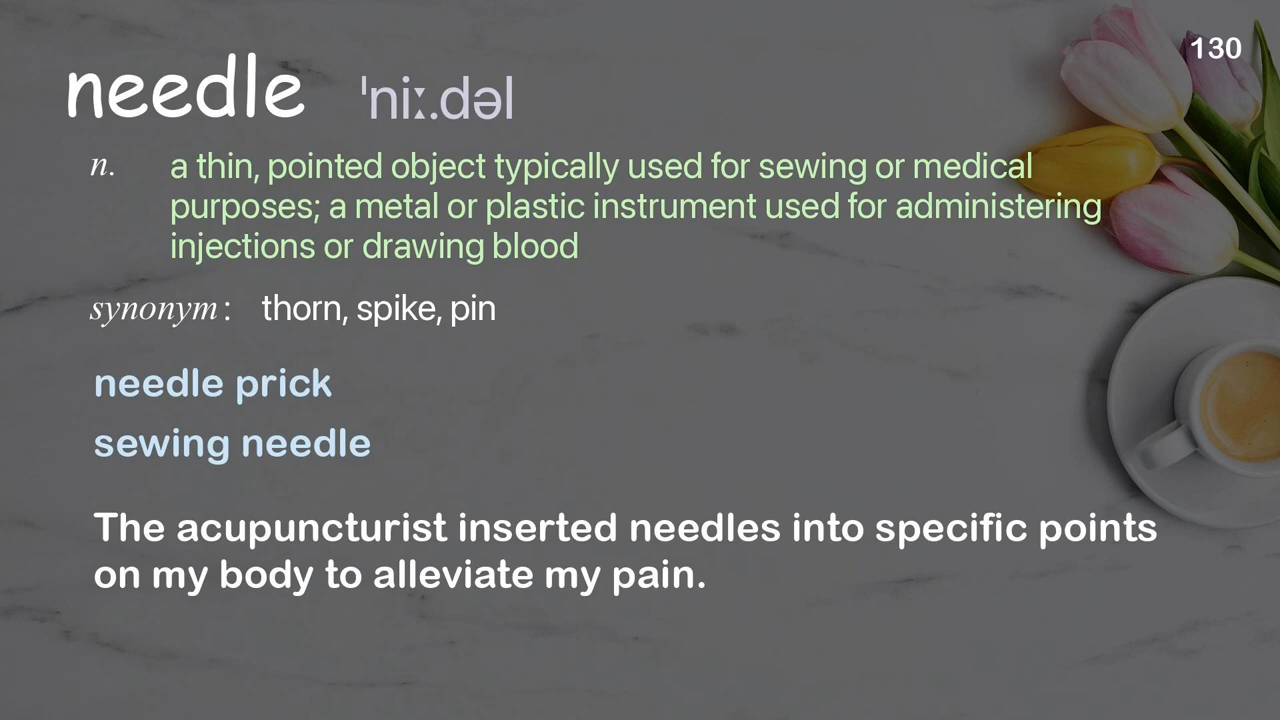 130
needle ˈniː.dəl
n. a thin, pointed object typically used for sewing or medical
purposes; a metal or plastic instrument used for administering
injections or drawing blood
synonym: thorn, spike, pin
needle prick
sewing needle
The acupuncturist inserted needles into specific points
on my body to alleviate my pain.